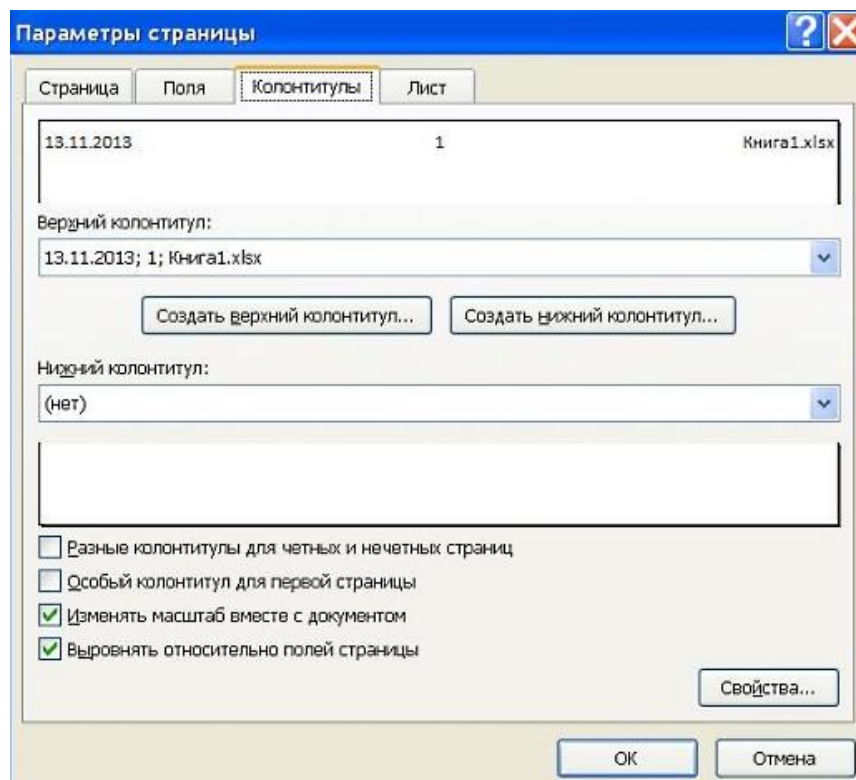 Параметры страницы
Страница Поля Колонтитулы Лист
13.11.2013 1 Книга1.xlsx
Верхний колонтитул:
13.11.2013; 1; Книга1.xlsx
Создать верхний колонтитул... Создать нижний колонтитул...
Нижний колонтитул:
(нет)
Разные колонтитулы для четных и нечетных страниц
Особый колонтитул для первой страницы
Изменять масштаб вместе с документом
Выровнять относительно полей страницы
Свойства...
ОК Отмена